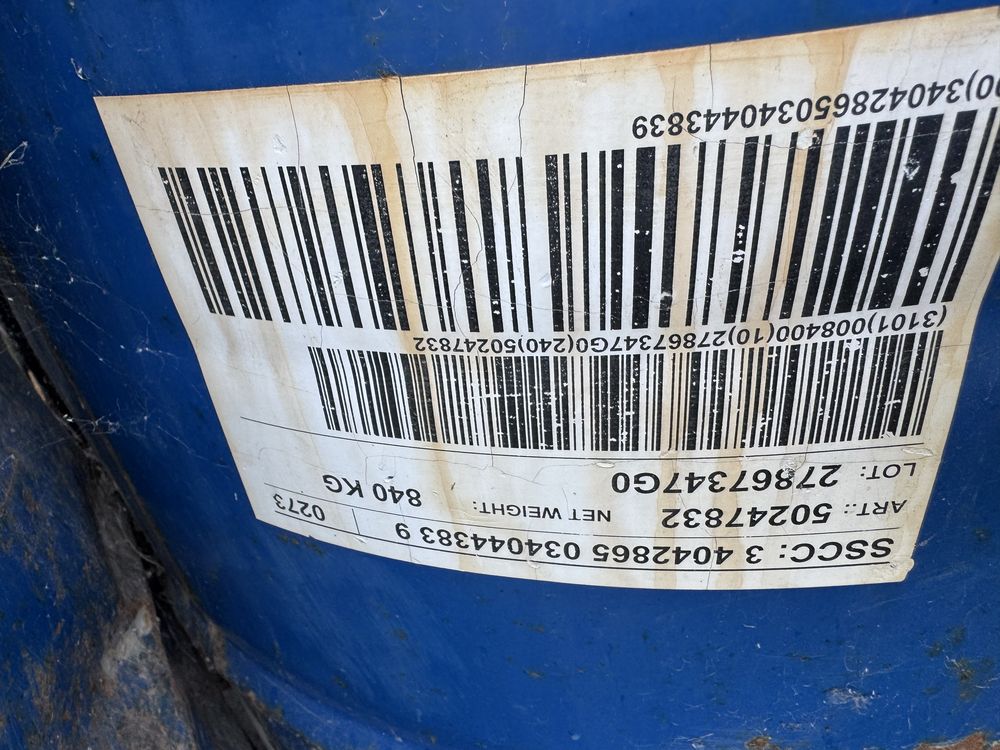 SSCC: 3 4042865 034044383 9
ART.: 50247832 NET WEIGHT: 840 KG 0273
LOT: 27867347G0
(3101)008400(10)27867347G0(240)50247832
00)340428650340443839